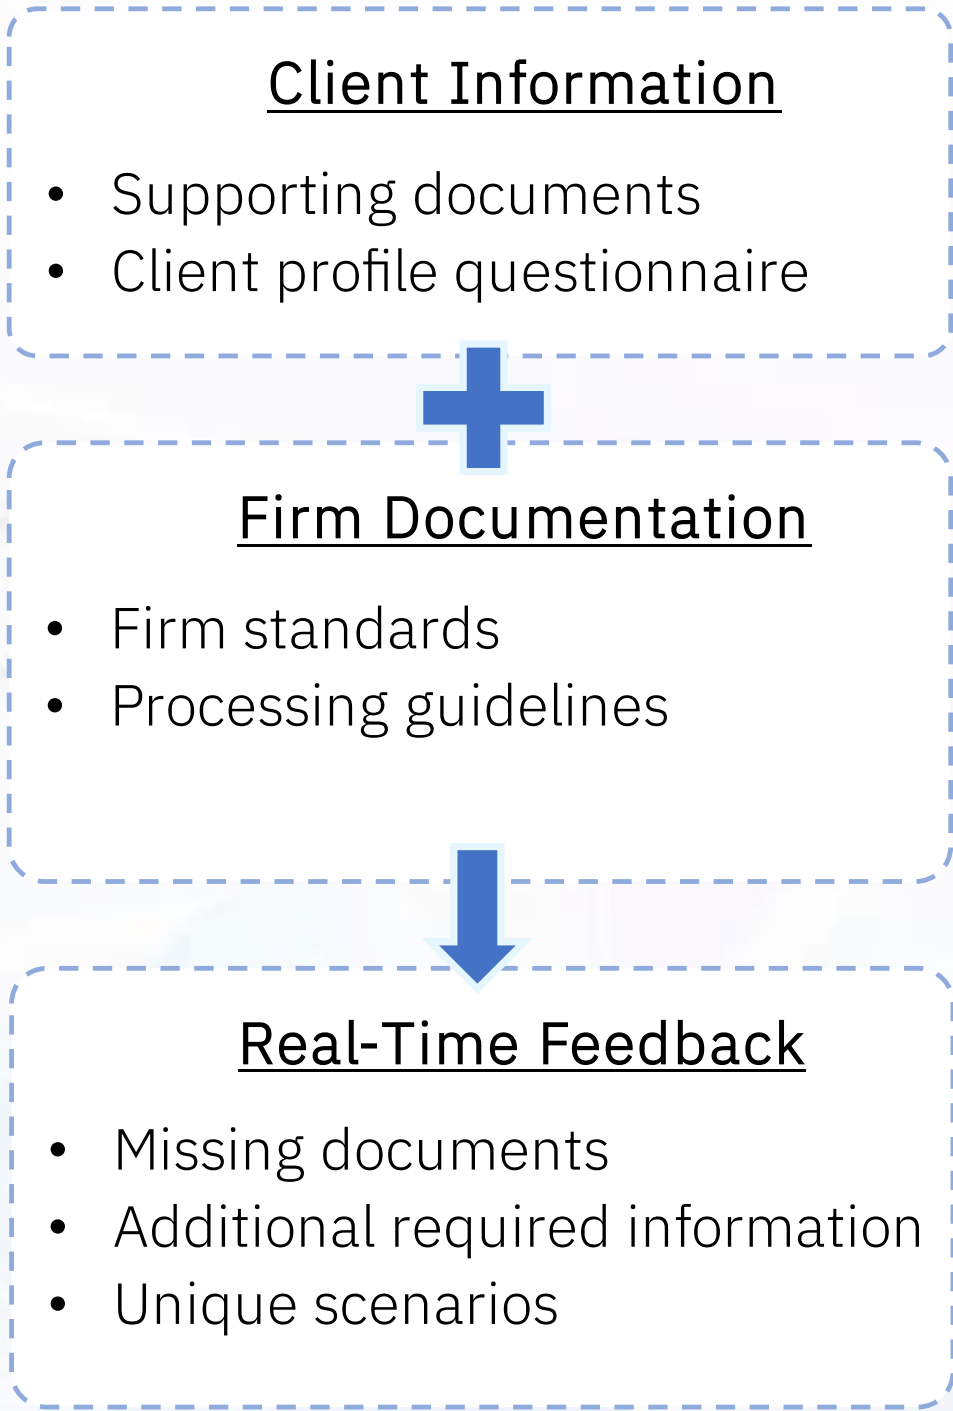 Client Information
• Supporting documents
• Client profile questionnaire
Firm Documentation
• Firm standards
• Processing guidelines
Real-Time Feedback
• Missing documents
• Additional required information
• Unique scenarios